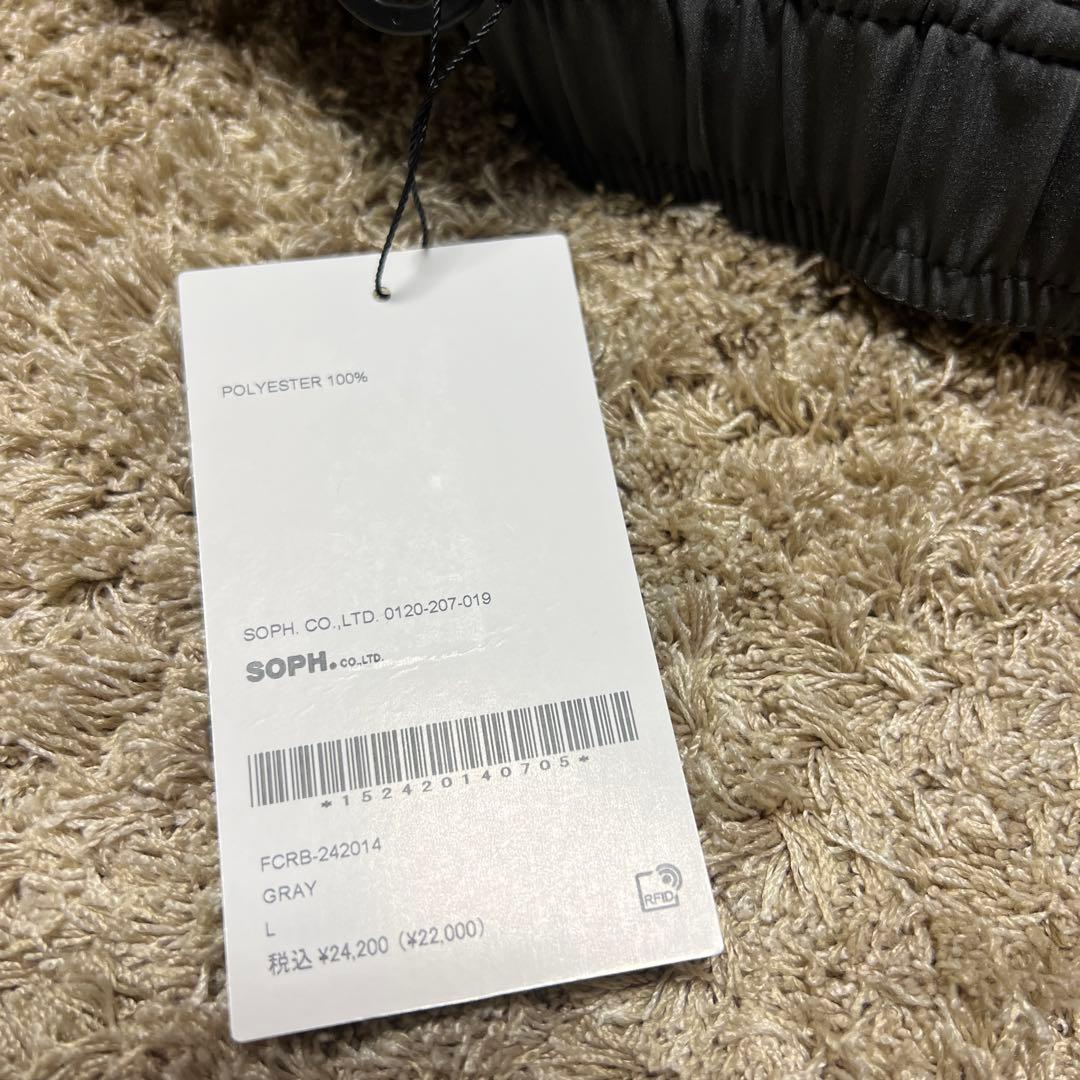 POLYESTER 100%
SOPH. CO.,LTD. 0120-207-019
SOPH. CO.,LTD.
*152420140705*
FCRB-242014
GRAY
L
税込 ¥24,200 (¥22,000)
RFID